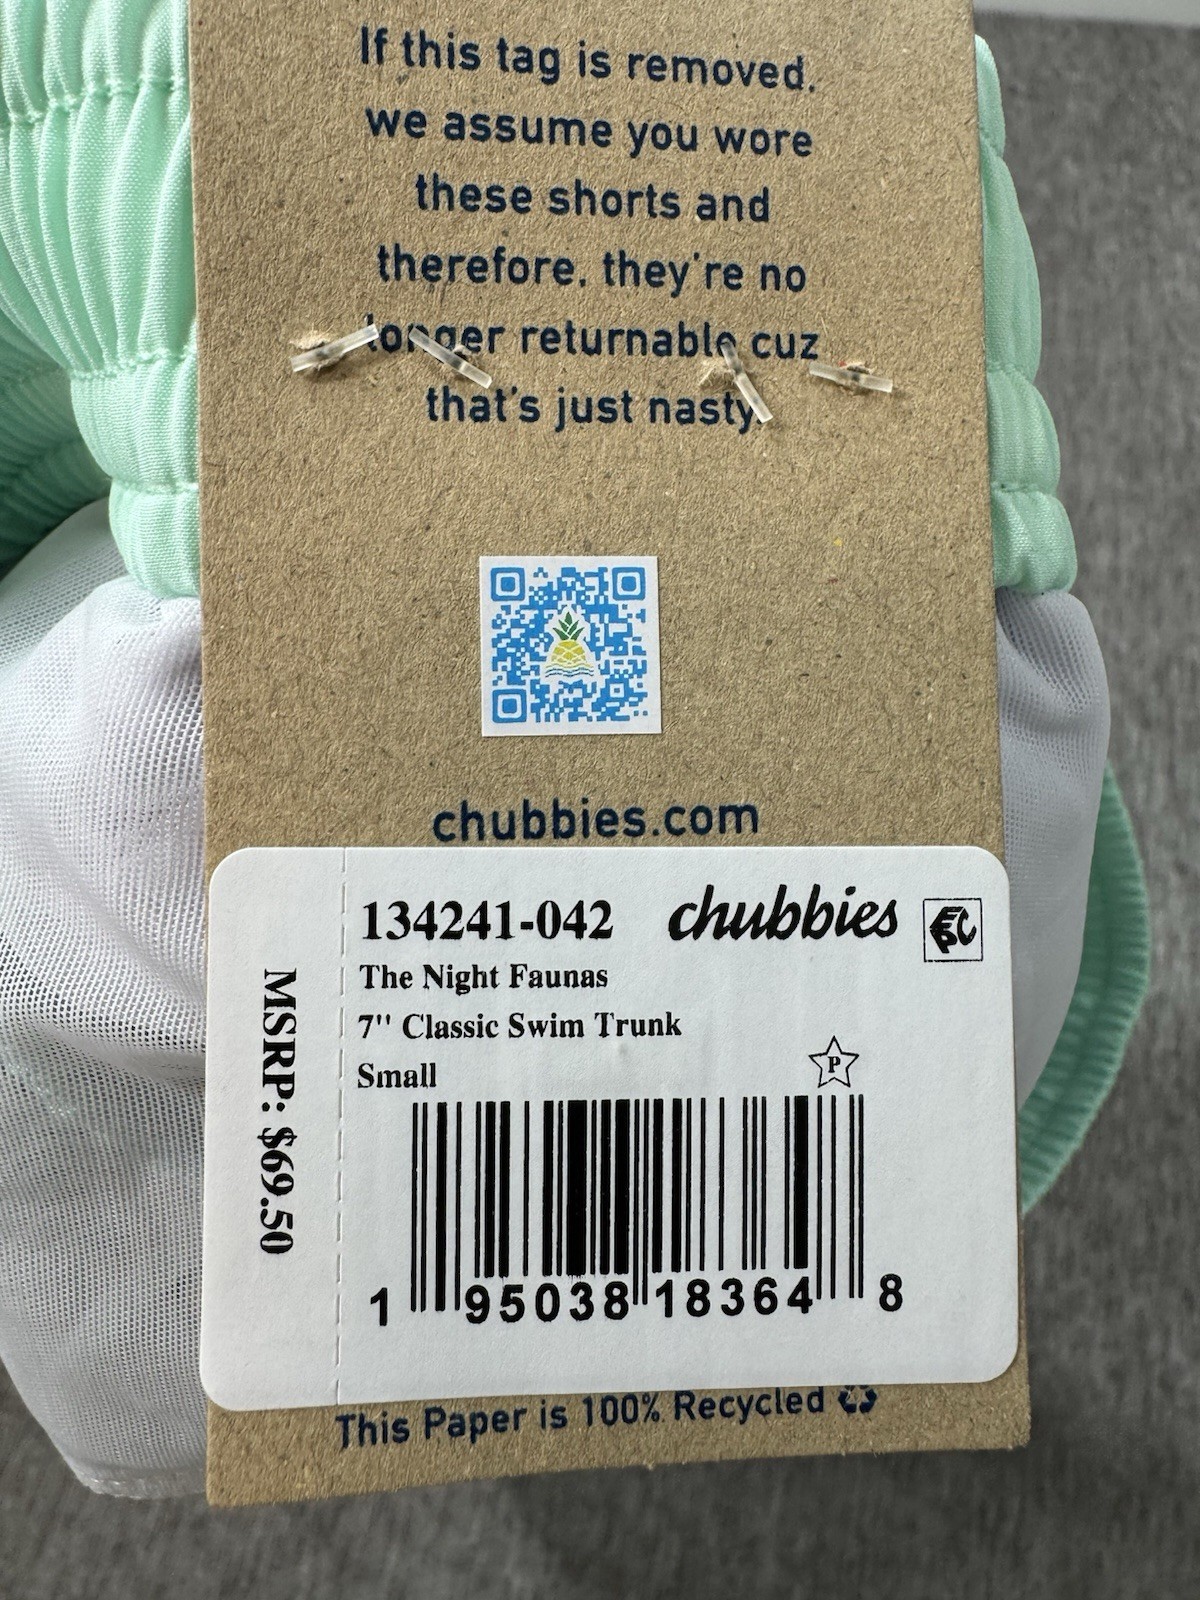 If this tag is removed,
we assume you wore
these shorts and
therefore, they're no
longer returnable cuz
that's just nasty.
chubbies.com
134241-042 chubbies EPC
The Night Faunas
7" Classic Swim Trunk
Small
P
MSRP: $69.50
1 95038 18364 8
This Paper is 100% Recycled